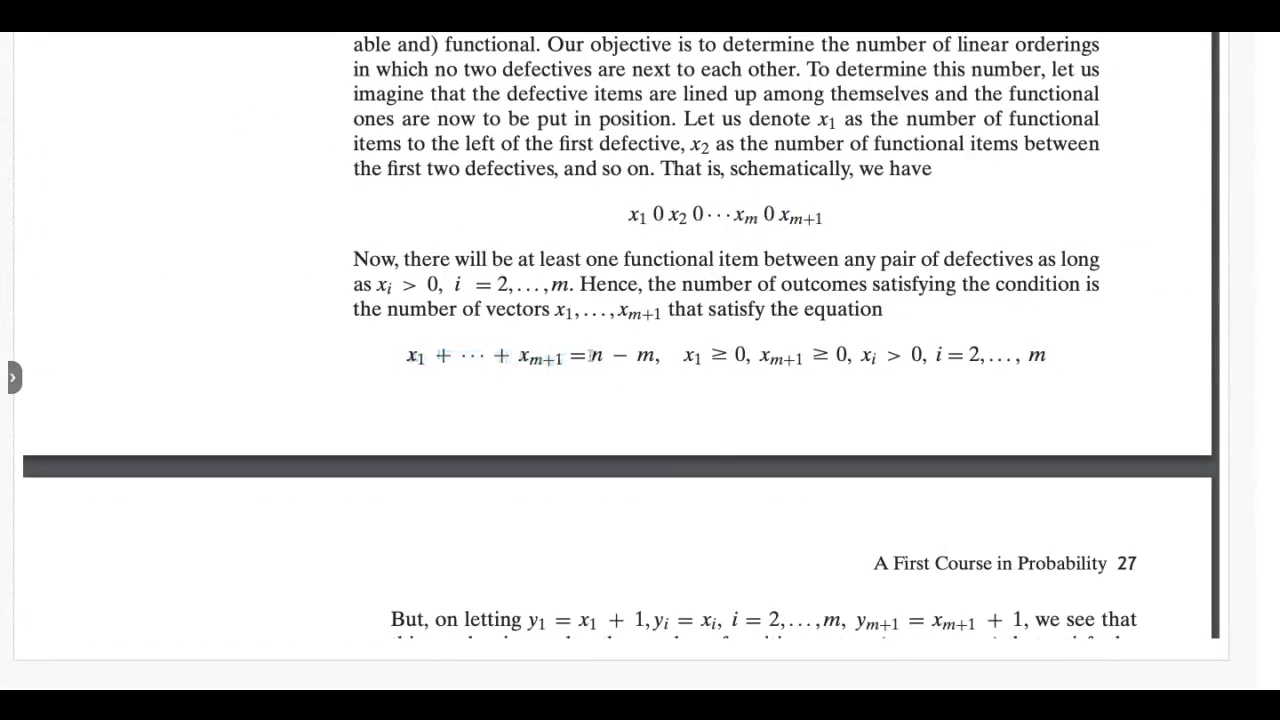 able and) functional. Our objective is to determine the number of linear orderings
in which no two defectives are next to each other. To determine this number, let us
imagine that the defective items are lined up among themselves and the functional
ones are now to be put in position. Let us denote x₁ as the number of functional
items to the left of the first defective, x₂ as the number of functional items between
the first two defectives, and so on. That is, schematically, we have
x₁ 0 x₂ 0 ··· xₘ 0 xₘ₊₁
Now, there will be at least one functional item between any pair of defectives as long
as xᵢ > 0, i = 2,...,m. Hence, the number of outcomes satisfying the condition is
the number of vectors x₁,...,xₘ₊₁ that satisfy the equation
x₁ + ··· + xₘ₊₁ = n − m, x₁ ≥ 0, xₘ₊₁ ≥ 0, xᵢ > 0, i = 2,..., m
A First Course in Probability 27
But, on letting y₁ = x₁ + 1, yᵢ = xᵢ, i = 2,...,m, yₘ₊₁ = xₘ₊₁ + 1, we see that